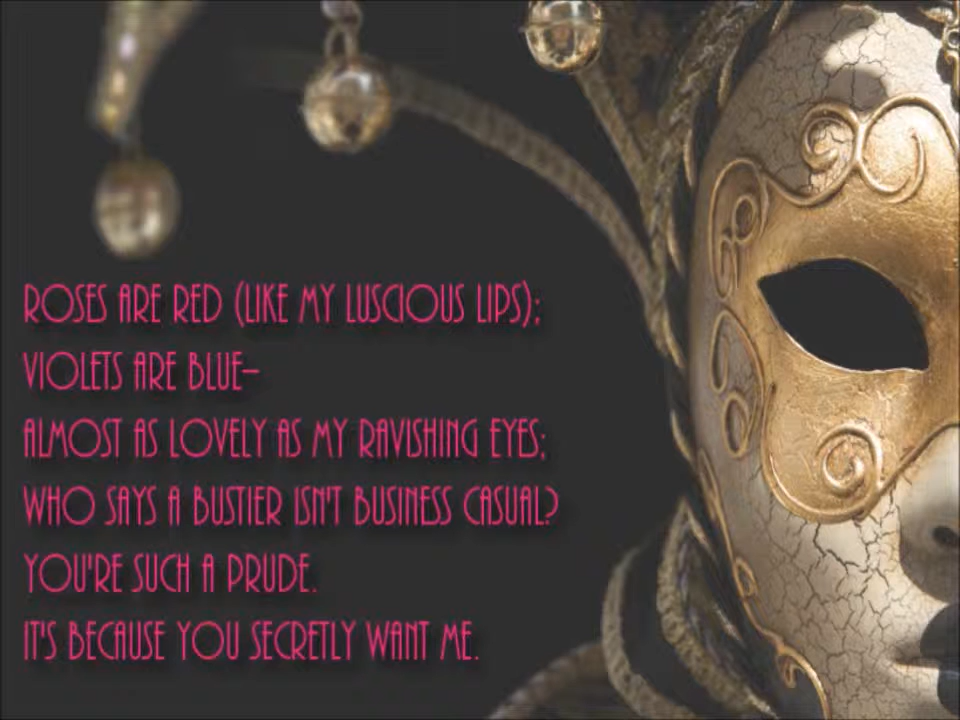 ROSES ARE RED (LIKE MY LUSCIOUS LIPS);
VIOLETS ARE BLUE–
ALMOST AS LOVELY AS MY RAVISHING EYES;
WHO SAYS A BUSTIER ISN'T BUSINESS CASUAL?
YOU'RE SUCH A PRUDE.
IT'S BECAUSE YOU SECRETLY WANT ME.